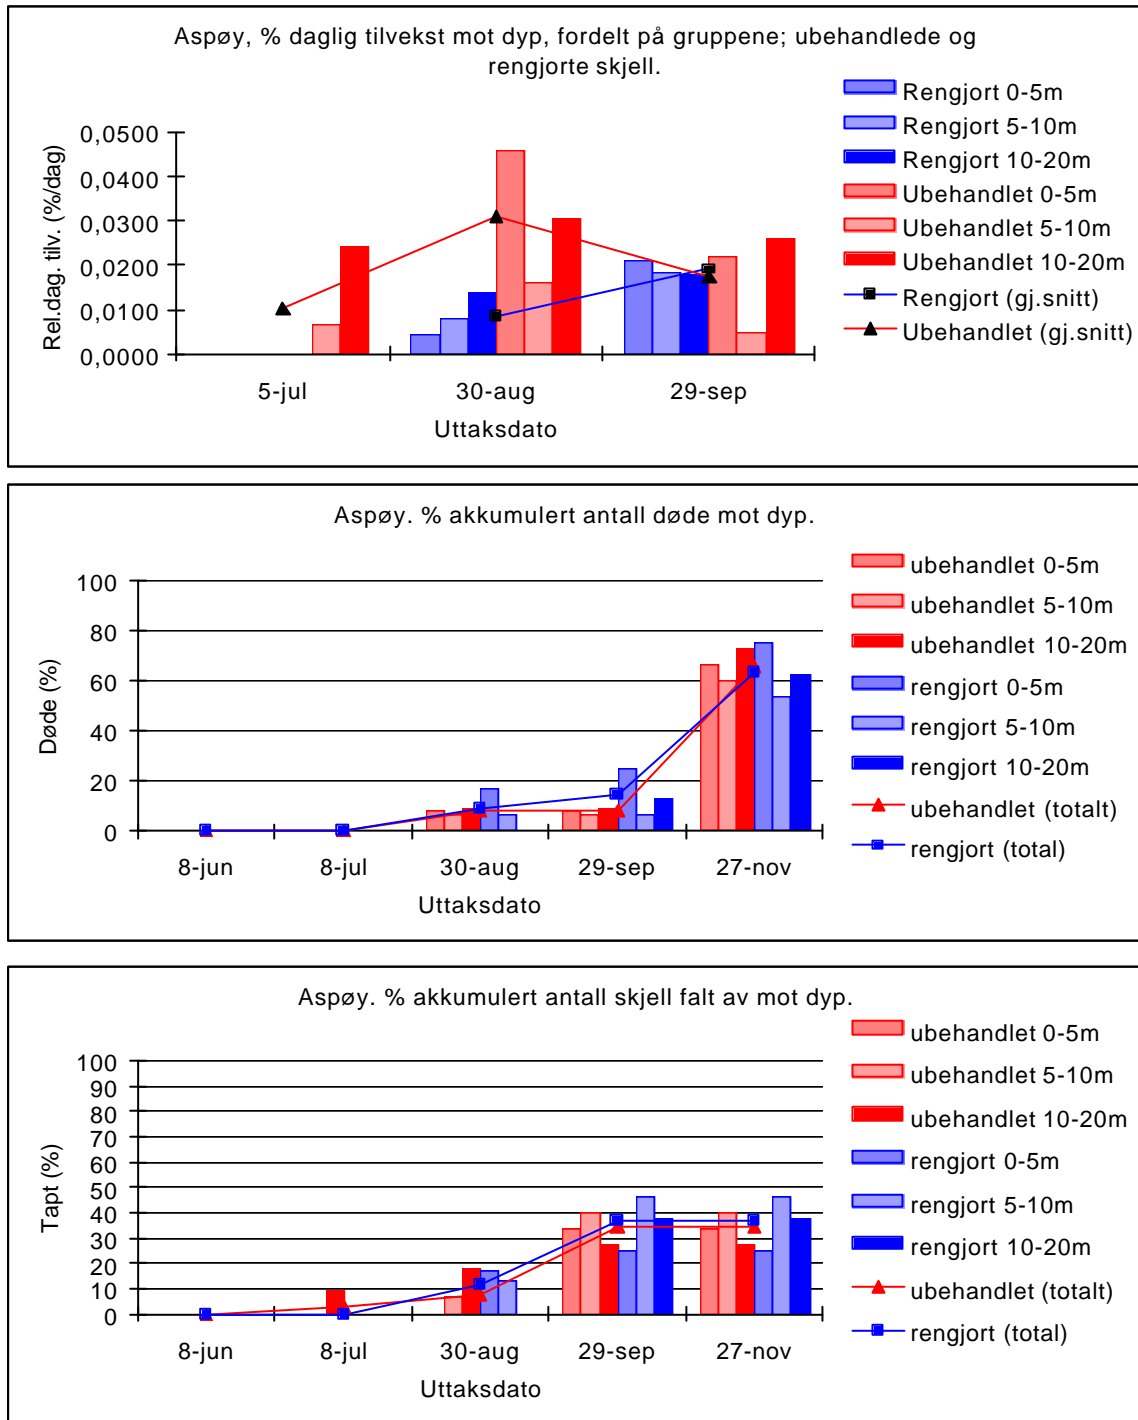 Aspøy, % daglig tilvekst mot dyp, fordelt på gruppene; ubehandlede og
rengjorte skjell.
Rel.dag. tilv. (%/dag)
0,0500
0,0400
0,0300
0,0200
0,0100
0,0000
5-jul
30-aug
29-sep
Uttaksdato
Rengjort 0-5m
Rengjort 5-10m
Rengjort 10-20m
Ubehandlet 0-5m
Ubehandlet 5-10m
Ubehandlet 10-20m
Rengjort (gj.snitt)
Ubehandlet (gj.snitt)
Aspøy. % akkumulert antall døde mot dyp.
Døde (%)
100
80
60
40
20
0
8-jun
8-jul
30-aug
29-sep
27-nov
Uttaksdato
ubehandlet 0-5m
ubehandlet 5-10m
ubehandlet 10-20m
rengjort 0-5m
rengjort 5-10m
rengjort 10-20m
ubehandlet (totalt)
rengjort (total)
Aspøy. % akkumulert antall skjell falt av mot dyp.
Tapt (%)
100
90
80
70
60
50
40
30
20
10
0
8-jun
8-jul
30-aug
29-sep
27-nov
Uttaksdato
ubehandlet 0-5m
ubehandlet 5-10m
ubehandlet 10-20m
rengjort 0-5m
rengjort 5-10m
rengjort 10-20m
ubehandlet (totalt)
rengjort (total)